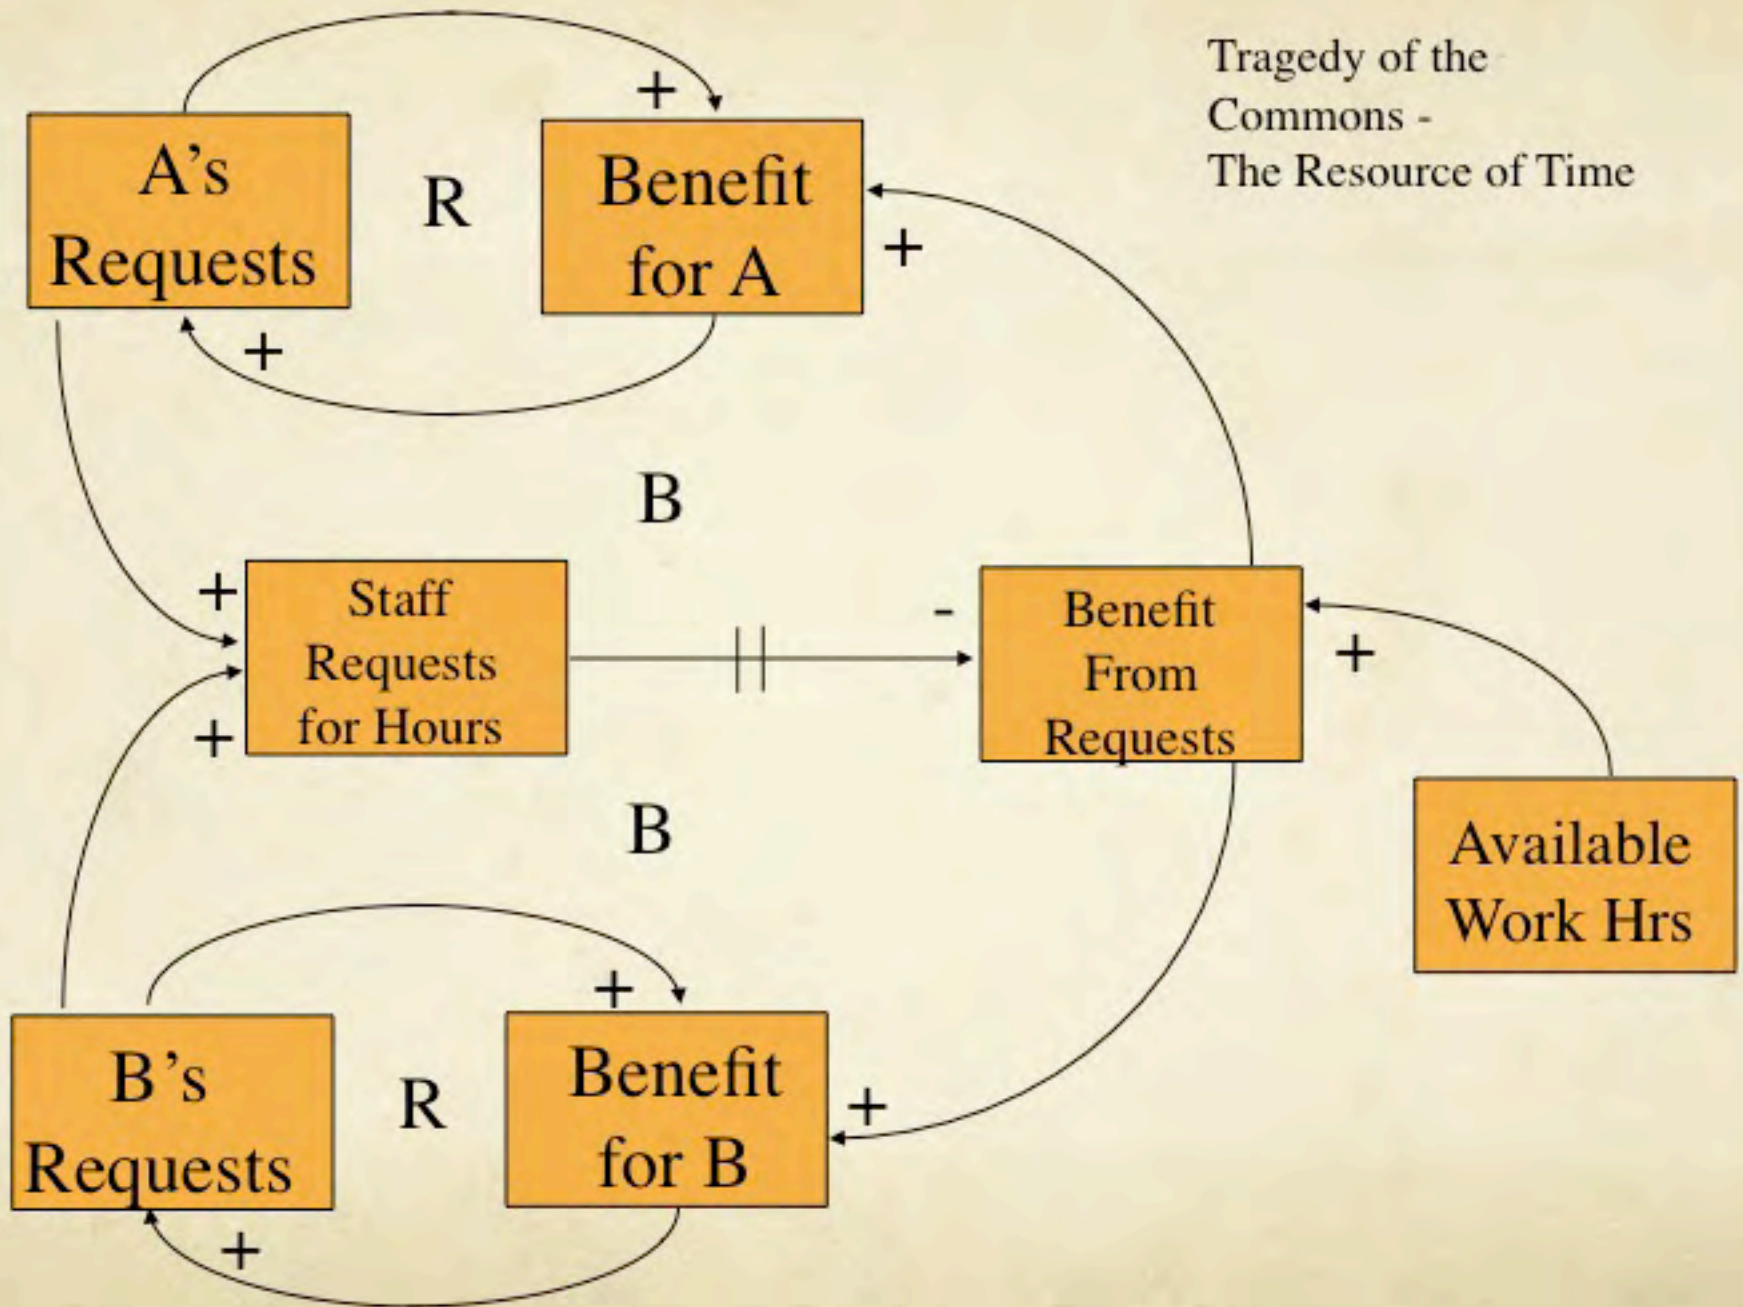 Tragedy of the
Commons -
The Resource of Time
+
A's
Requests
R
Benefit
for A
+
+
B
+
Staff
Requests
for Hours
+
-
Benefit
From
Requests
+
B
Available
Work Hrs
+
B's
Requests
R
Benefit
for B
+
+